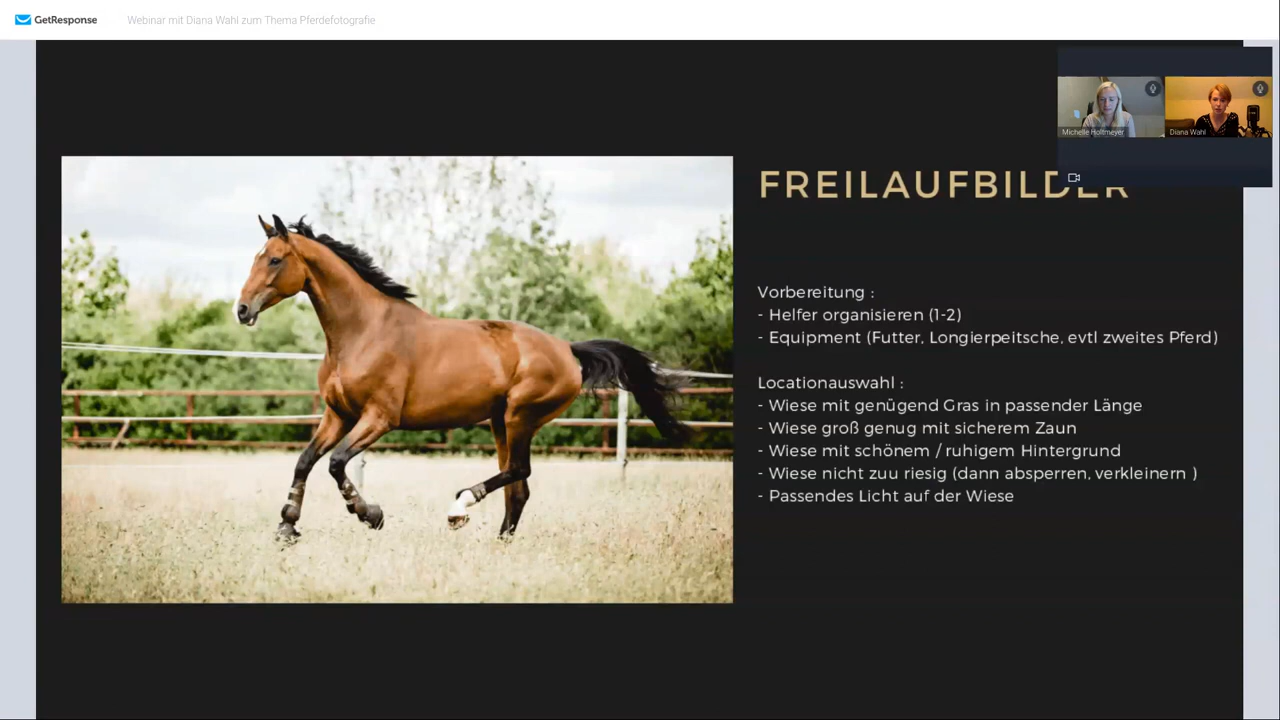 GetResponse
Webinar mit Diana Wahl zum Thema Pferdefotografie
Michelle Holtmeyer
Diana Wahl
FREILAUFBILDER
Vorbereitung :
- Helfer organisieren (1-2)
- Equipment (Futter, Longierpeitsche, evtl zweites Pferd)
Locationauswahl :
- Wiese mit genügend Gras in passender Länge
- Wiese groß genug mit sicherem Zaun
- Wiese mit schönem / ruhigem Hintergrund
- Wiese nicht zuu riesig (dann absperren, verkleinern )
- Passendes Licht auf der Wiese